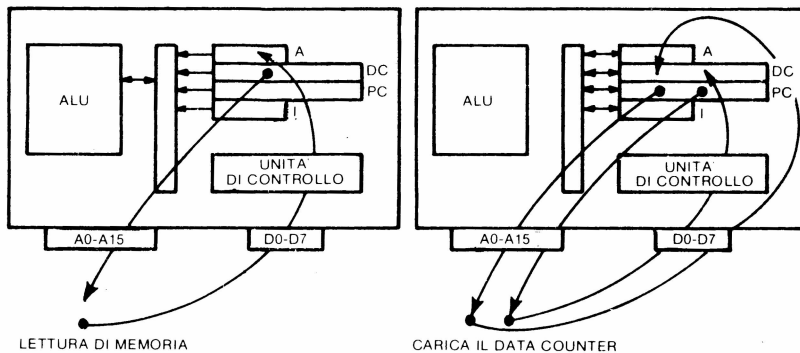 ALU
A
DC
PC
I
UNITA'
DI CONTROLLO
A0-A15
D0-D7
LETTURA DI MEMORIA
ALU
A
DC
PC
I
UNITA'
DI CONTROLLO
A0-A15
D0-D7
CARICA IL DATA COUNTER